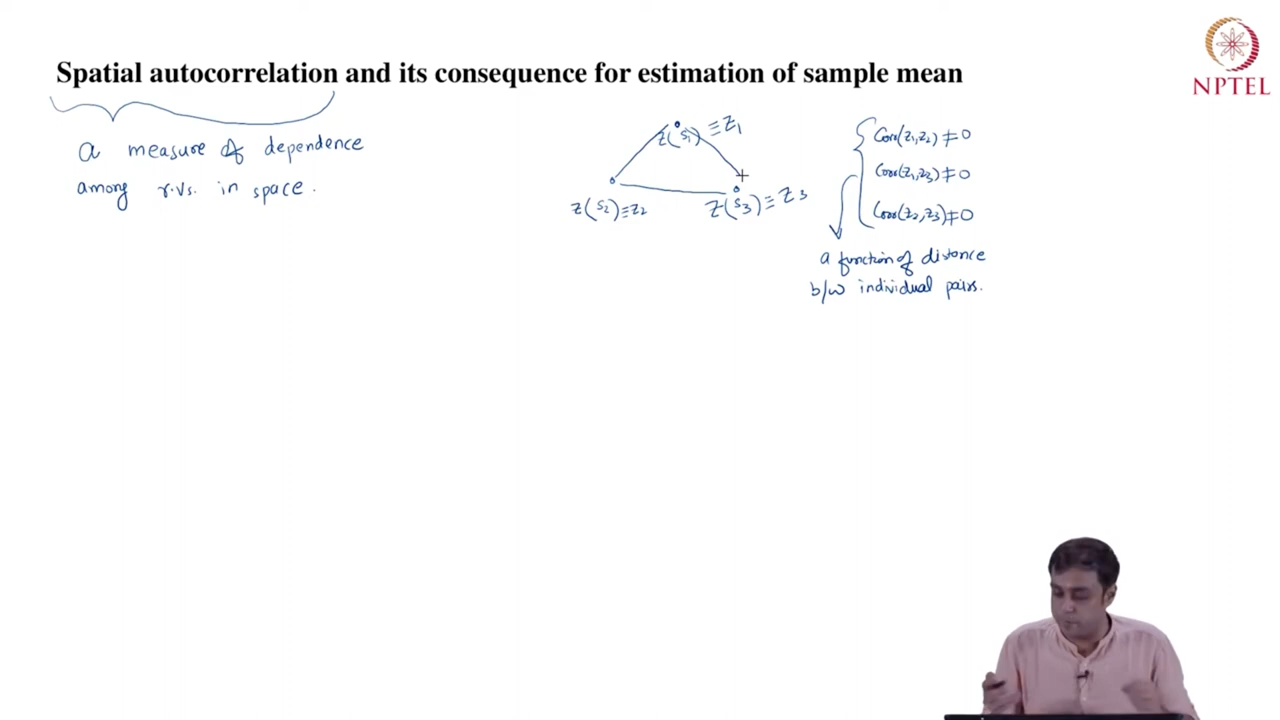 Spatial autocorrelation and its consequence for estimation of sample mean
NPTEL
a measure of dependence
among r.vs. in space.
z(s1) ≡ z1
z(s2) ≡ z2
z(s3) ≡ z3
Corr(z1,z2) ≠ 0
Corr(z1,z3) ≠ 0
Corr(z2,z3) ≠ 0
a function of distance
b/w individual pairs.